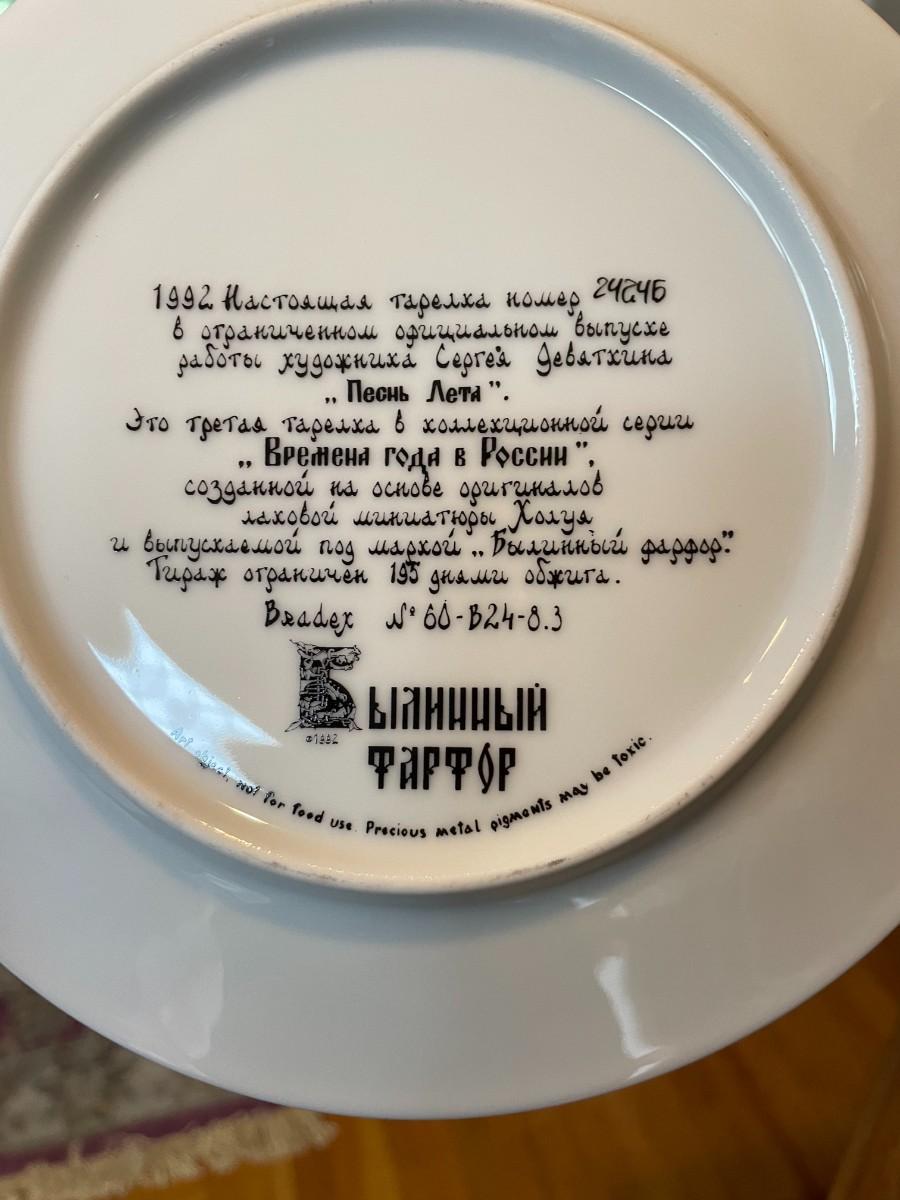 1992 Настоящая тарелка номер
в ограниченном официальном выпуске
работы художника Сергея Девяткина
„Песнь Лета”.
Это третья тарелка в коллекционной серии
„Времена года в России”,
созданной на основе оригиналов
лаковой миниатюры Холуя
и выпускаемой под маркой „Былинный фарфор”.
Тираж ограничен 195 днями обжига.
Bradex № 60-B24-8.3
Былинный
©1992
фарфор
Art object, not for food use. Precious metal pigments may be toxic.